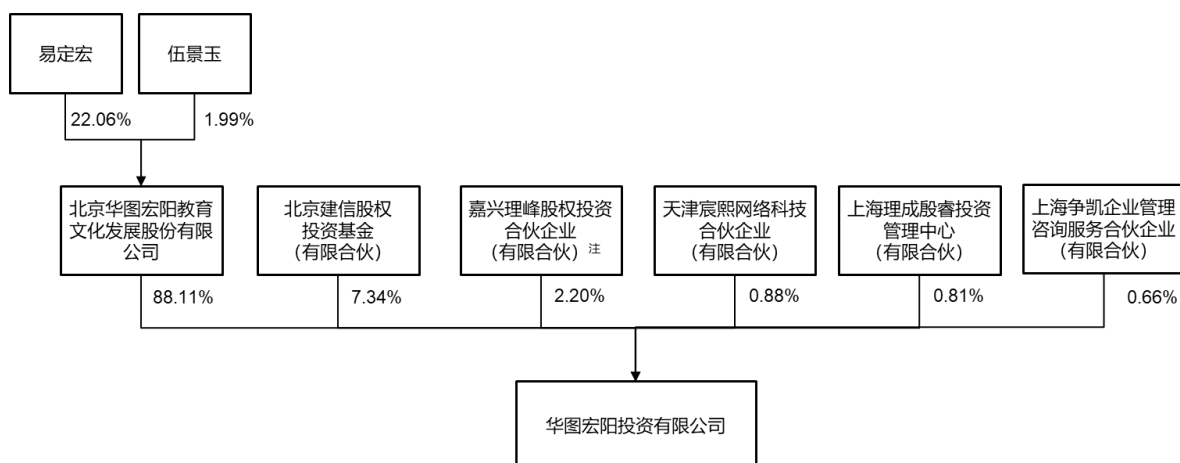 易定宏
伍景玉
22.06%
1.99%
北京华图宏阳教育
文化发展股份有限
公司
北京建信股权
投资基金
（有限合伙）
嘉兴理峰股权投资
合伙企业
（有限合伙）注
天津宸熙网络科技
合伙企业
（有限合伙）
上海理成殷睿投资
管理中心
（有限合伙）
上海争凯企业管理
咨询服务合伙企业
（有限合伙）
88.11%
7.34%
2.20%
0.88%
0.81%
0.66%
华图宏阳投资有限公司